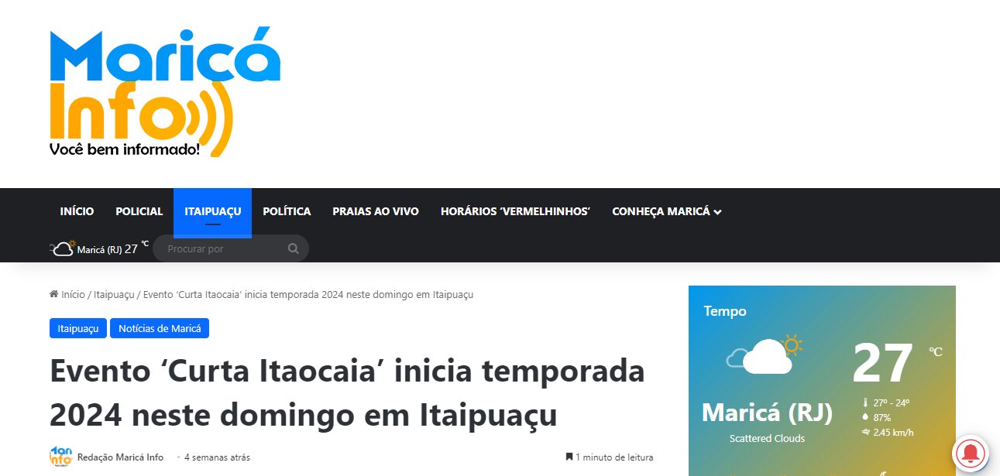 Maricá
Info
Você bem informado!
INÍCIO POLICIAL ITAIPUAÇU POLÍTICA PRAIAS AO VIVO HORÁRIOS ‘VERMELHINHOS’ CONHEÇA MARICÁ
Maricá (RJ) 27 ℃ Procurar por
Início / Itaipuaçu / Evento ‘Curta Itaocaia’ inicia temporada 2024 neste domingo em Itaipuaçu
Itaipuaçu Notícias de Maricá
Evento ‘Curta Itaocaia’ inicia temporada
2024 neste domingo em Itaipuaçu
Redação Maricá Info • 4 semanas atrás 1 minuto de leitura
Tempo
27 ℃
Maricá (RJ)
Scattered Clouds
27º - 24º
87%
2.45 km/h